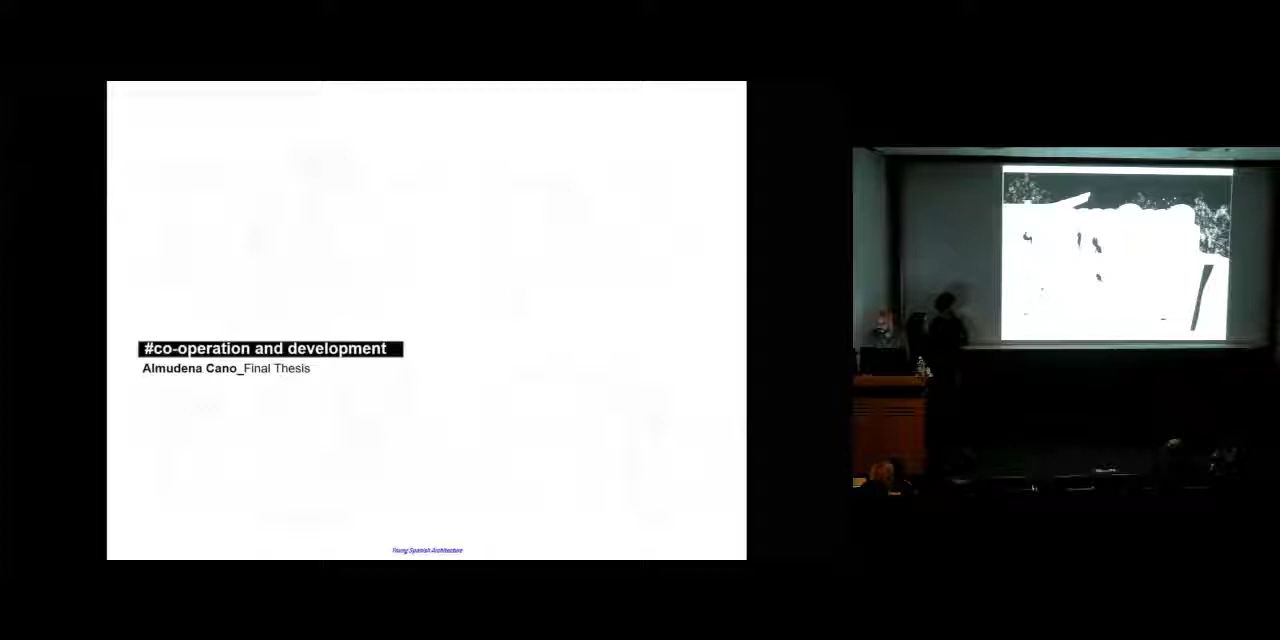 #co-operation and development
Almudena Cano_Final Thesis
Young Spanish Architecture